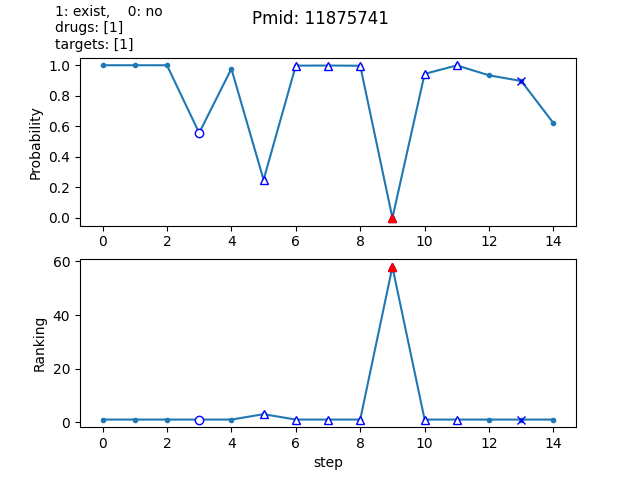 1: exist,    0: no
drugs: [1]
targets: [1]
Pmid: 11875741
Probability
1.0
0.8
0.6
0.4
0.2
0.0
0 2 4 6 8 10 12 14
Ranking
60
40
20
0
0 2 4 6 8 10 12 14
step